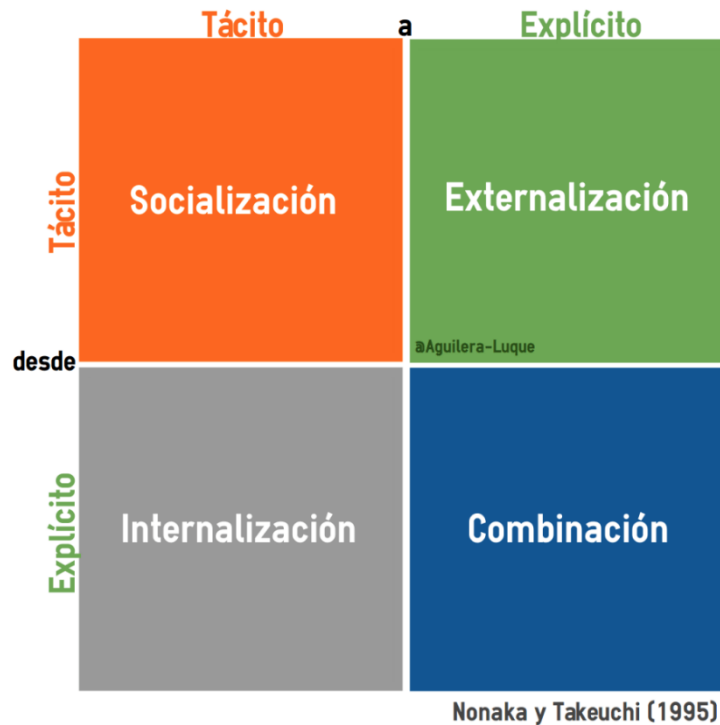 Tácito a Explícito
Tácito
Socialización
Externalización
@Aguilera-Luque
desde
Explícito
Internalización
Combinación
Nonaka y Takeuchi (1995)